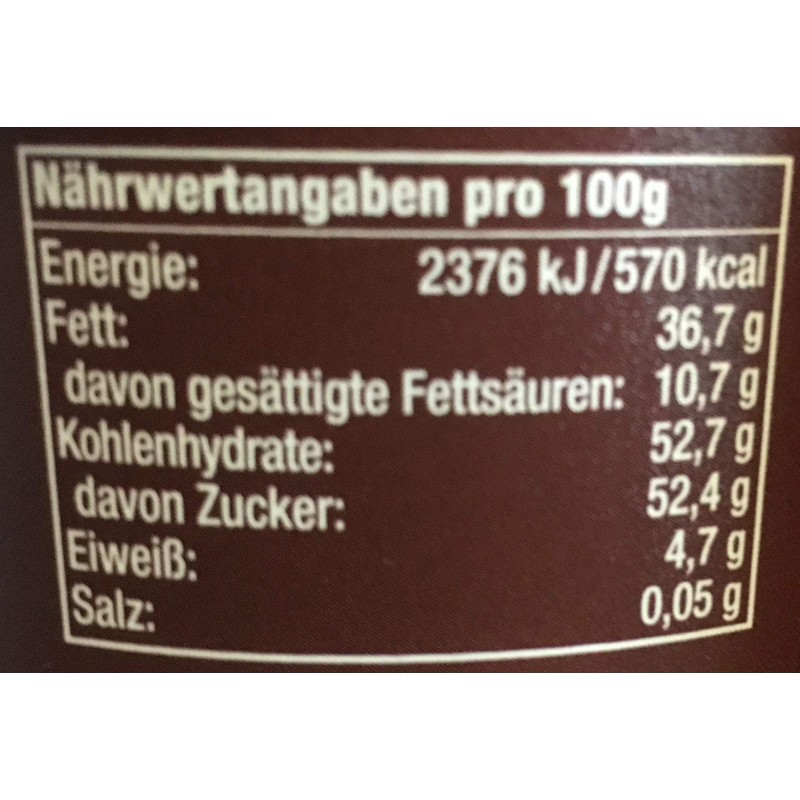 Nährwertangaben pro 100g
Energie: 2376 kJ/570 kcal
Fett: 36,7 g
davon gesättigte Fettsäuren: 10,7 g
Kohlenhydrate: 52,7 g
davon Zucker: 52,4 g
Eiweiß: 4,7 g
Salz: 0,05 g